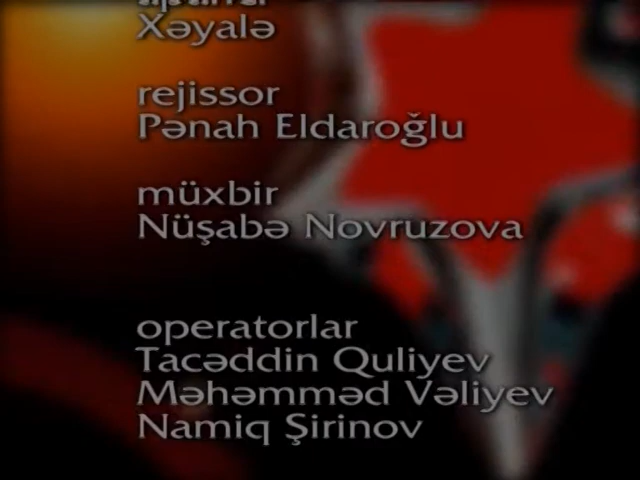 Xəyalə
rejissor
Pənah Eldaroğlu
müxbir
Nüşabə Novruzova
operatorlar
Tacəddin Quliyev
Məhəmməd Vəliyev
Namiq Şirinov